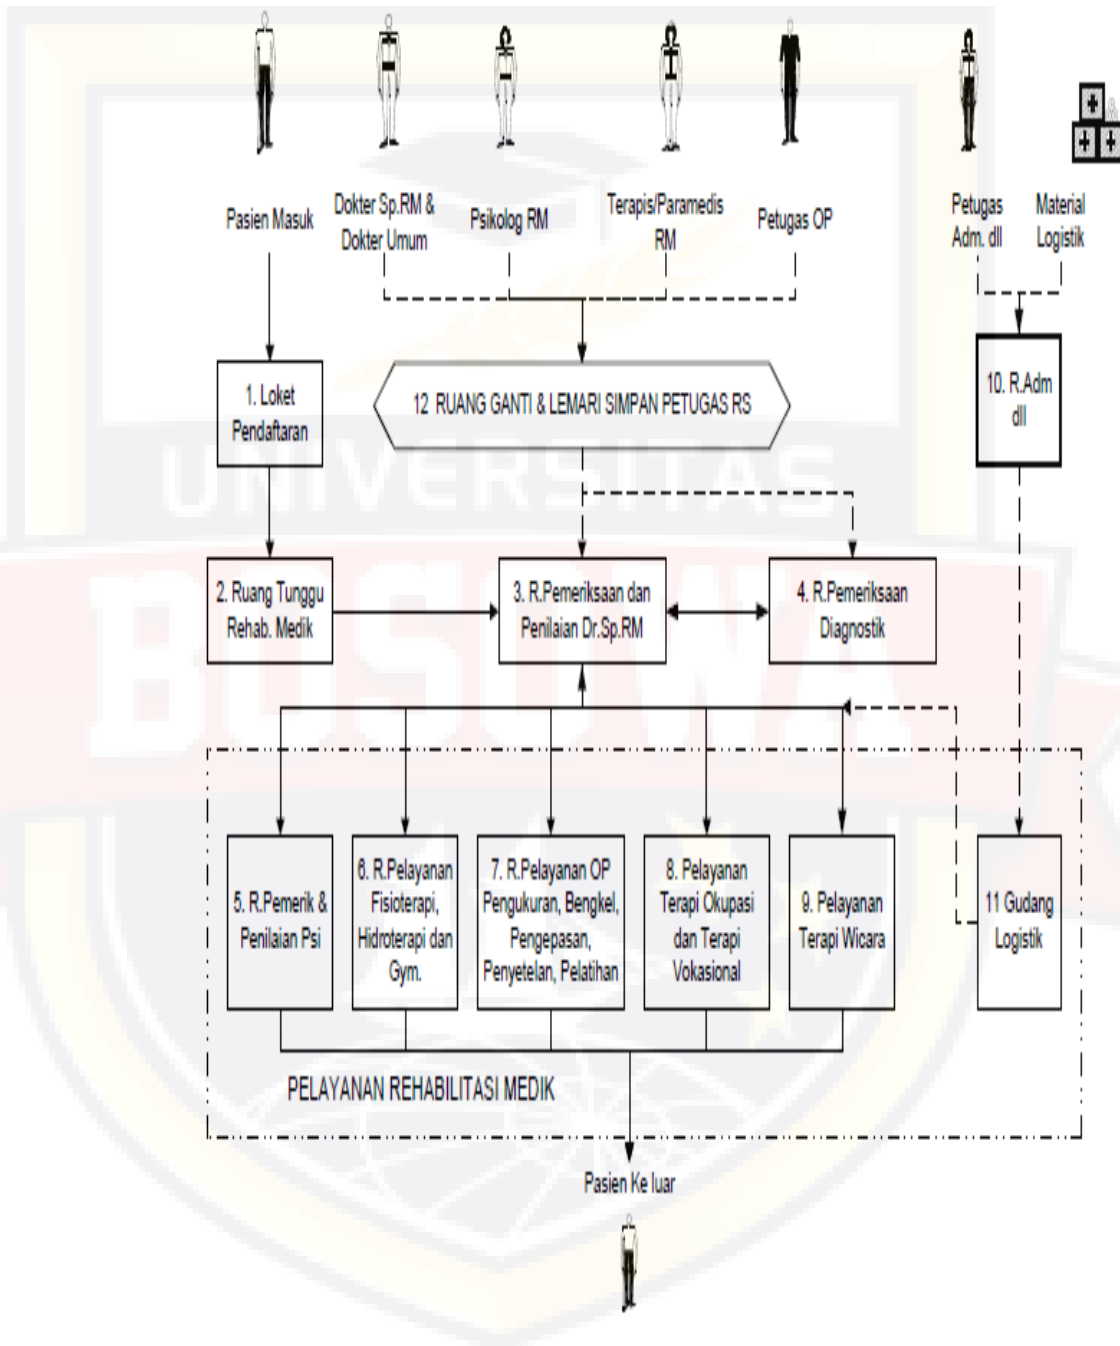 Pasien Masuk
Dokter Sp.RM &
Dokter Umum
Psikolog RM
Terapis/Paramedis
RM
Petugas OP
Petugas
Adm. dll
Material
Logistik
1. Loket
Pendaftaran
12 RUANG GANTI & LEMARI SIMPAN PETUGAS RS
10. R.Adm
dll
UNIVERSITAS
BOSOWA
2. Ruang Tunggu
Rehab. Medik
3. R.Pemeriksaan dan
Penilaian Dr.Sp.RM
4. R.Pemeriksaan
Diagnostik
5. R.Pemerik &
Penilaian Psi
6. R.Pelayanan
Fisioterapi,
Hidroterapi dan
Gym.
7. R.Pelayanan OP
Pengukuran, Bengkel,
Pengepasan,
Penyetelan, Pelatihan
8. Pelayanan
Terapi Okupasi
dan Terapi
Vokasional
9. Pelayanan
Terapi Wicara
11 Gudang
Logistik
PELAYANAN REHABILITASI MEDIK
Pasien Ke luar